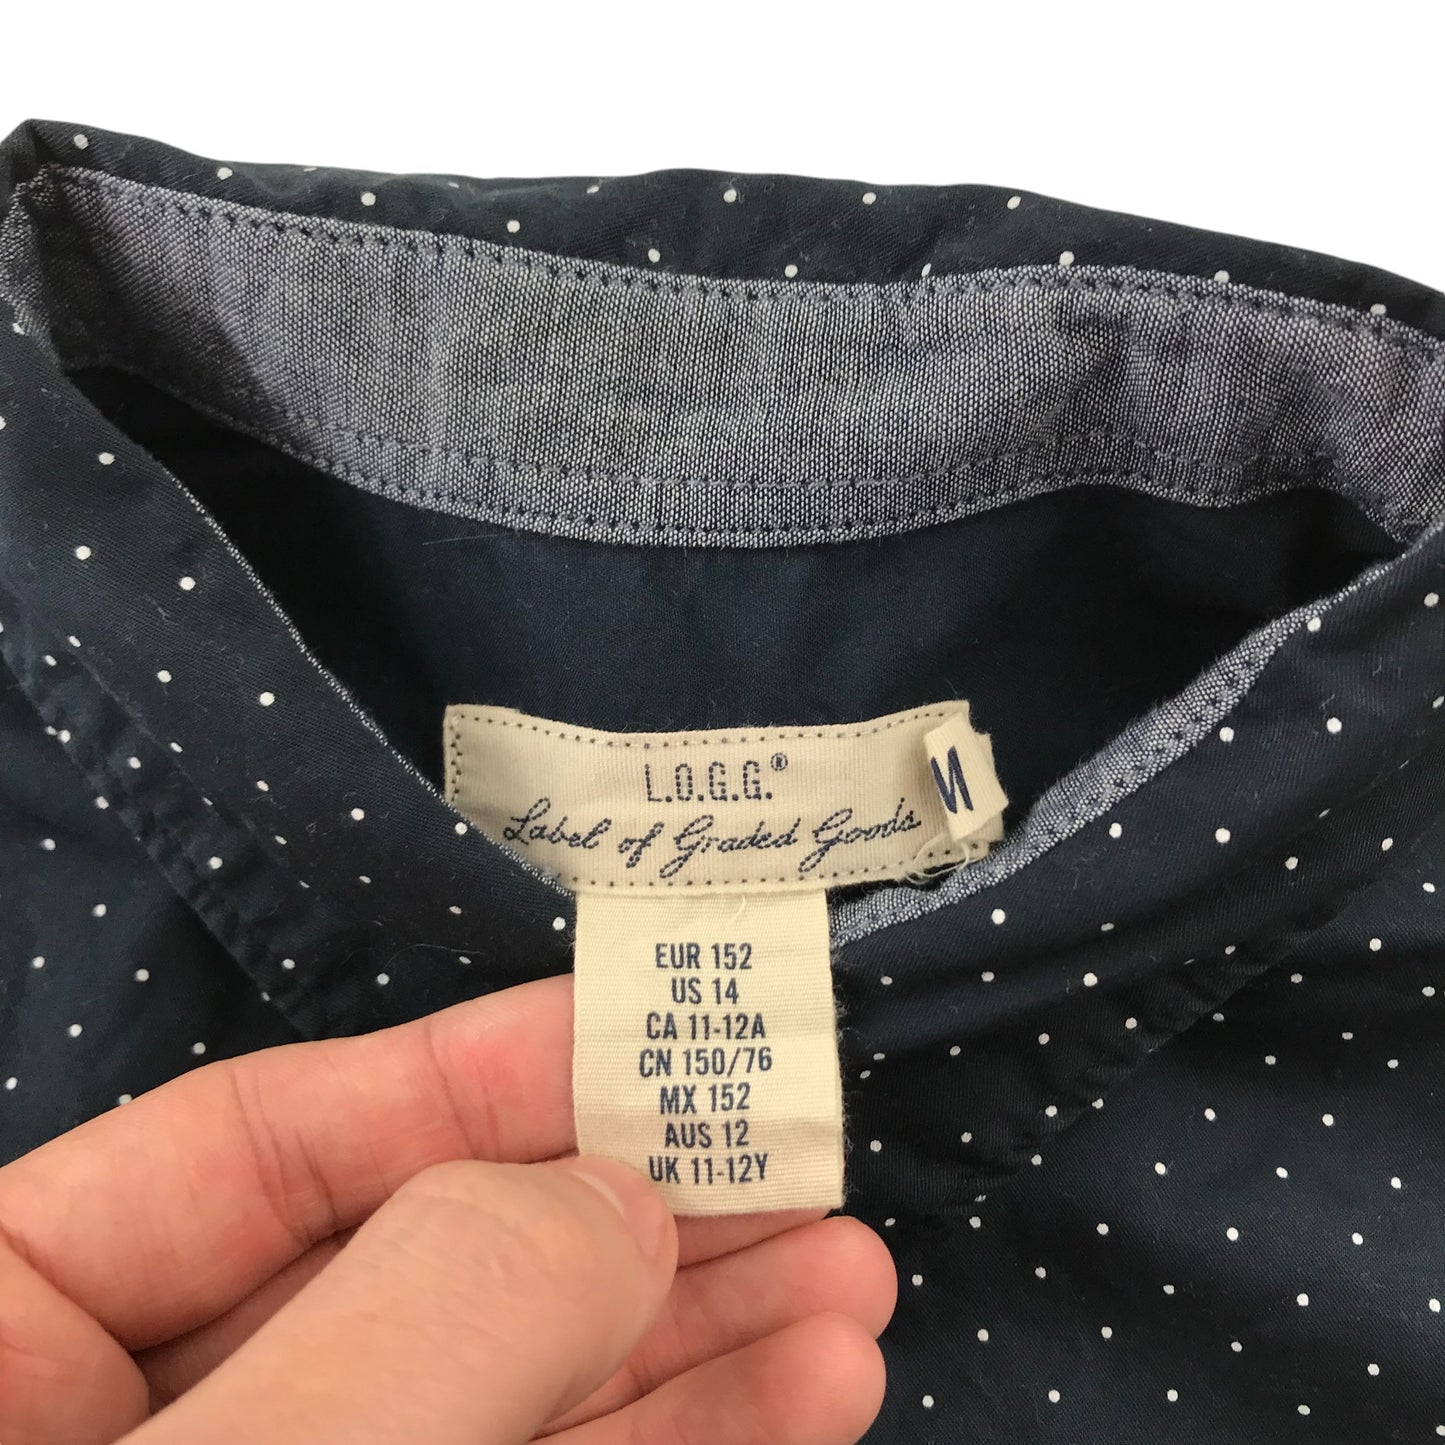 L.O.G.G.®
Label of Graded Goods
EUR 152
US 14
CA 11-12A
CN 150/76
MX 152
AUS 12
UK 11-12Y